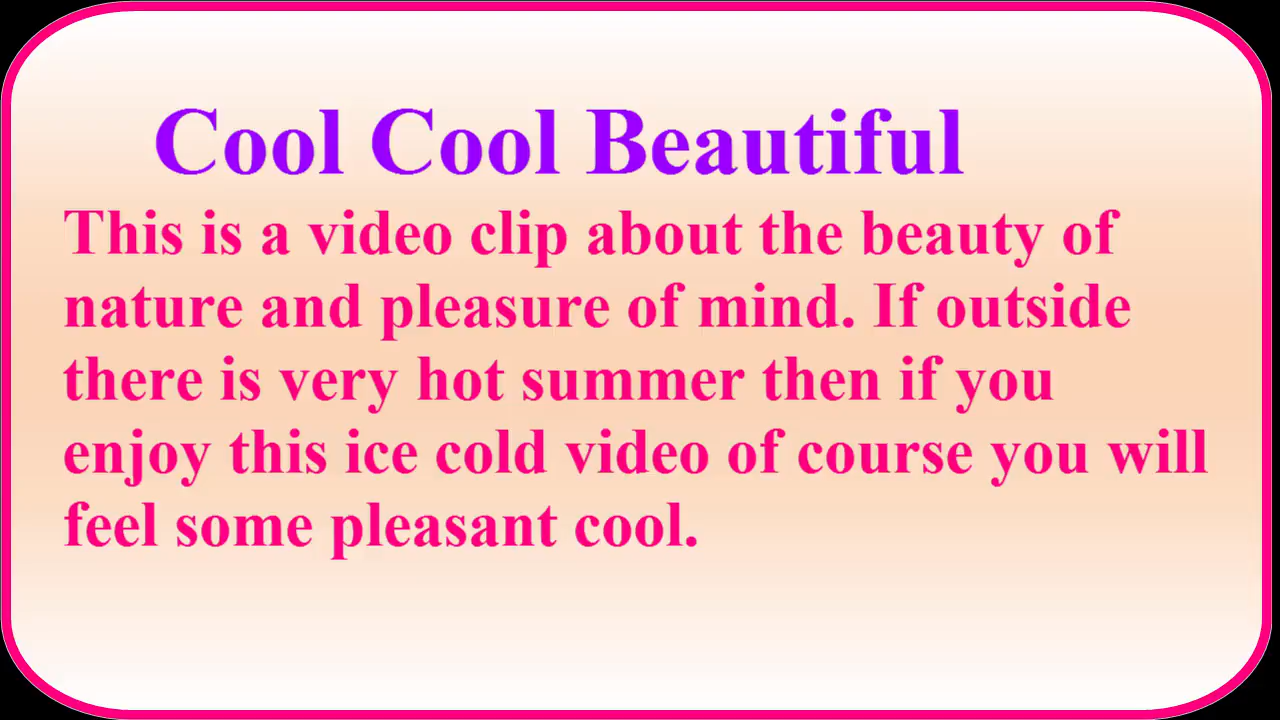 Cool Cool Beautiful
This is a video clip about the beauty of
nature and pleasure of mind. If outside
there is very hot summer then if you
enjoy this ice cold video of course you will
feel some pleasant cool.